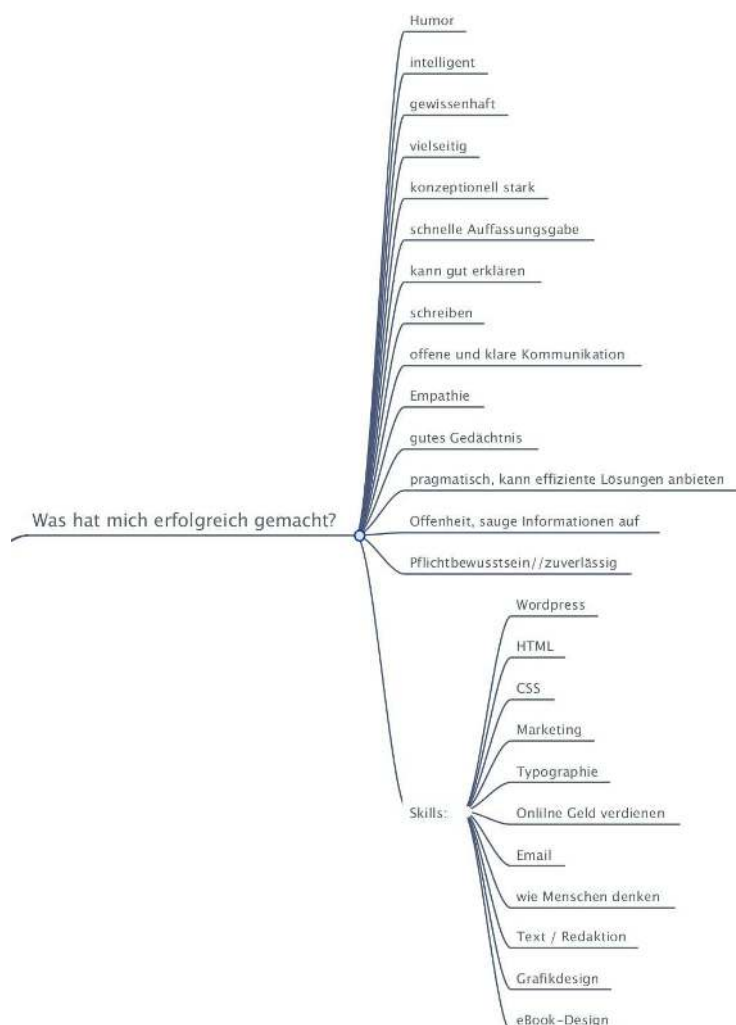 Humor
intelligent
gewissenhaft
vielseitig
konzeptionell stark
schnelle Auffassungsgabe
kann gut erklären
schreiben
offene und klare Kommunikation
Empathie
gutes Gedächtnis
pragmatisch, kann effiziente Lösungen anbieten
Was hat mich erfolgreich gemacht?
Offenheit, sauge Informationen auf
Pflichtbewusstsein//zuverlässig
Wordpress
HTML
CSS
Marketing
Typographie
Skills:
Onlilne Geld verdienen
Email
wie Menschen denken
Text / Redaktion
Grafikdesign
eBook-Design